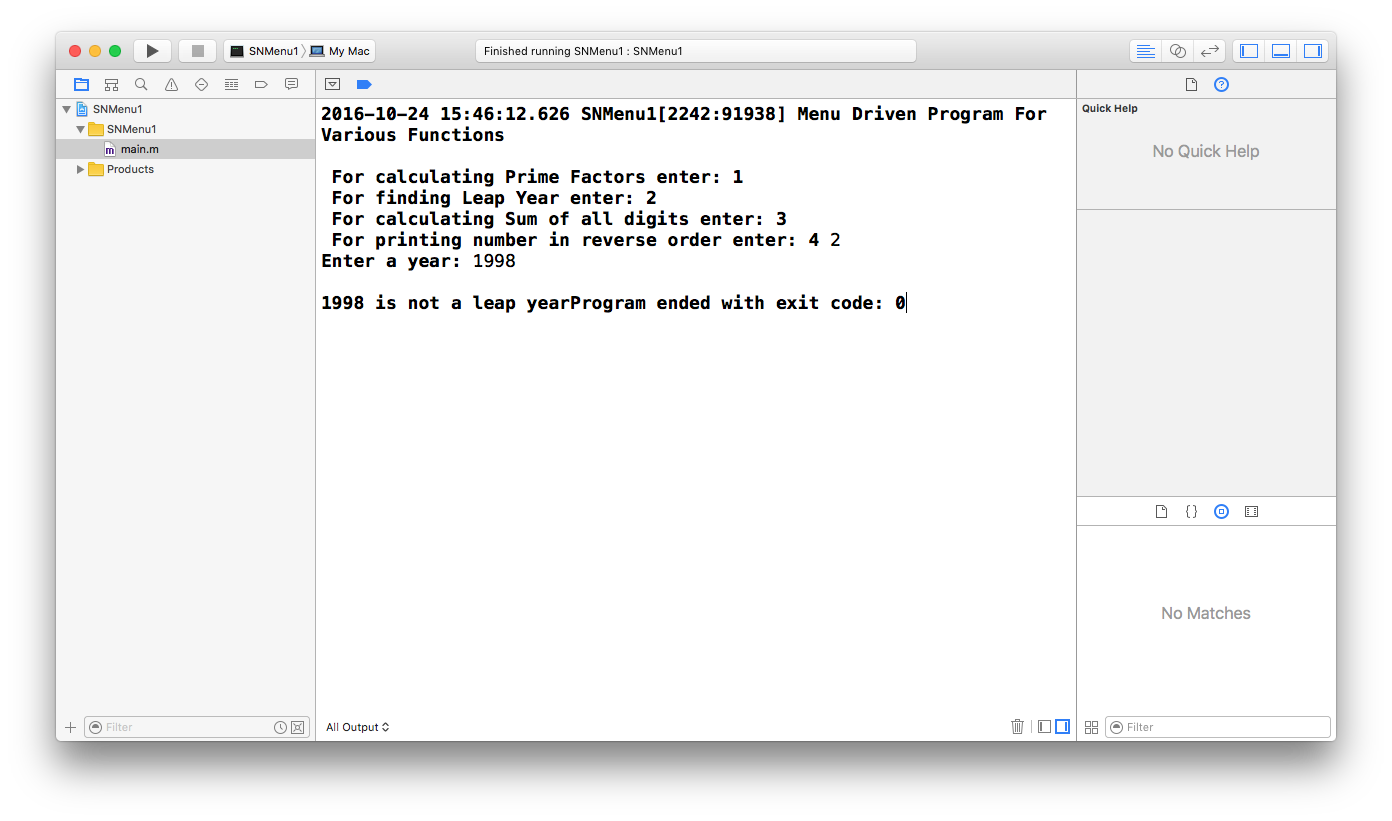 SNMenu1 〉 My Mac
Finished running SNMenu1 : SNMenu1
SNMenu1
SNMenu1
main.m
Products
Filter
2016-10-24 15:46:12.626 SNMenu1[2242:91938] Menu Driven Program For
Various Functions
For calculating Prime Factors enter: 1
For finding Leap Year enter: 2
For calculating Sum of all digits enter: 3
For printing number in reverse order enter: 4 2
Enter a year: 1998
1998 is not a leap yearProgram ended with exit code: 0
All Output
Quick Help
No Quick Help
{}
No Matches
Filter